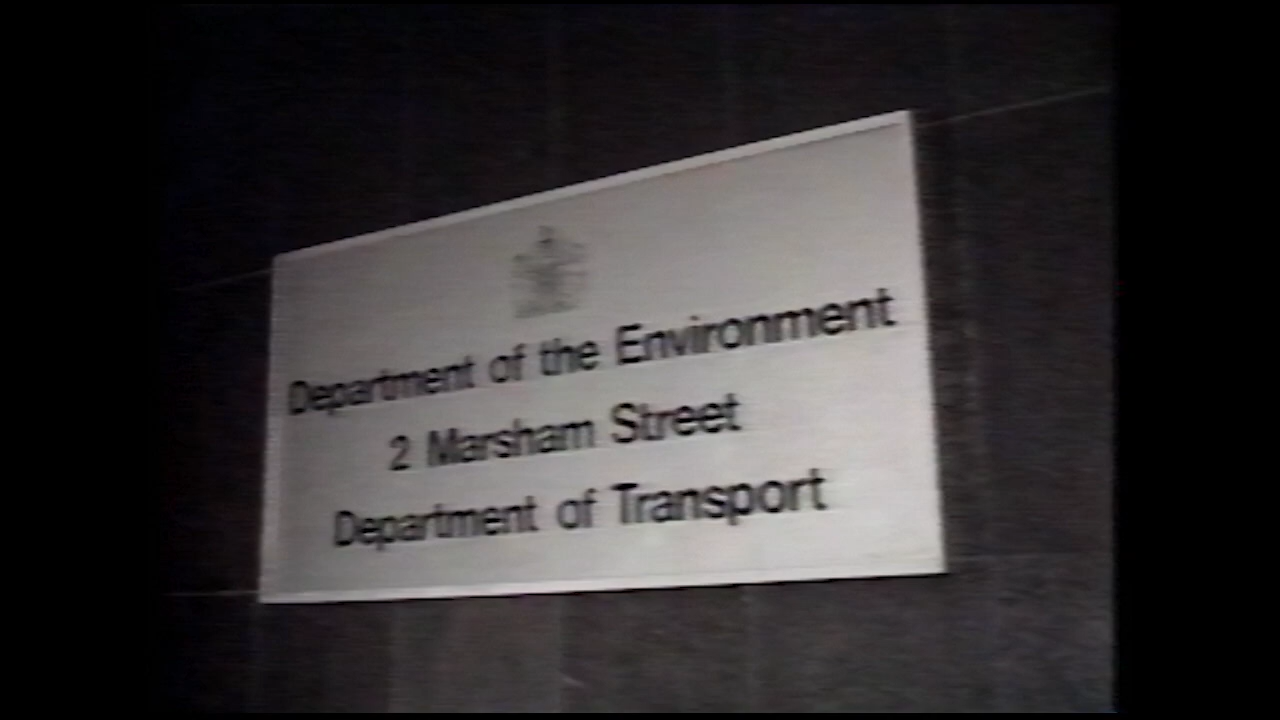 Department of the Environment
2 Marsham Street
Department of Transport